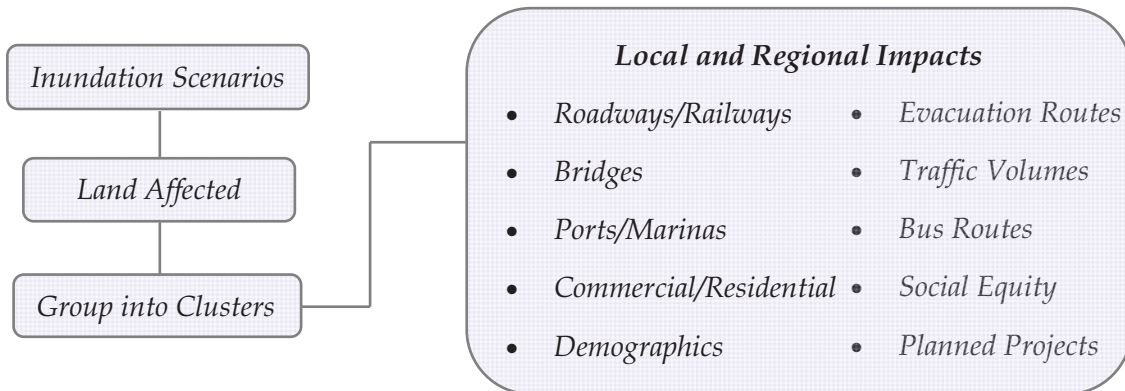 Inundation Scenarios
Land Affected
Group into Clusters
Local and Regional Impacts
• Roadways/Railways
• Bridges
• Ports/Marinas
• Commercial/Residential
• Demographics
• Evacuation Routes
• Traffic Volumes
• Bus Routes
• Social Equity
• Planned Projects